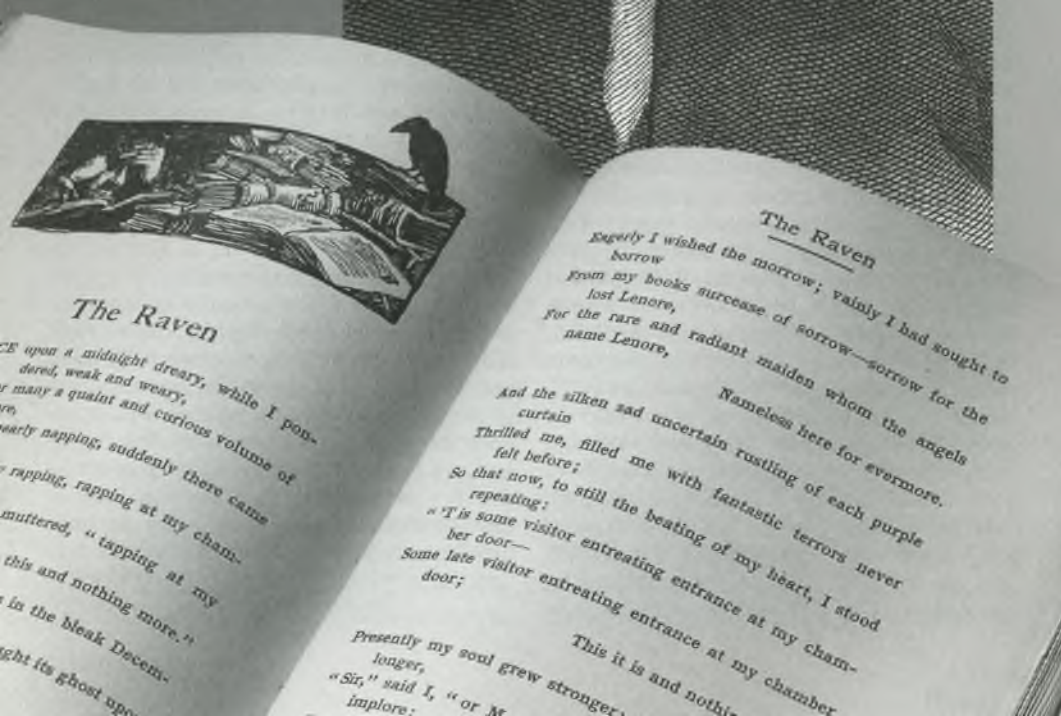 The Raven
CE upon a midnight dreary, while I pon-
dered, weak and weary,
r many a quaint and curious volume of
re,
early napping, suddenly there came
rapping, rapping at my cham-
muttered, "tapping at my
this and nothing more."
in the bleak Decem-
ght its ghost upo
The Raven
Eagerly I wished the morrow; vainly I had sought to
borrow
From my books surcease of sorrow—sorrow for the
lost Lenore,
For the rare and radiant maiden whom the angels
name Lenore,
Nameless here for evermore.
And the silken sad uncertain rustling of each purple
curtain
Thrilled me, filled me with fantastic terrors never
felt before;
So that now, to still the beating of my heart, I stood
repeating:
"'T is some visitor entreating entrance at my cham-
ber door—
Some late visitor entreating entrance at my chamber
door;
This it is and nothin
Presently my soul grew stronger;
longer,
"Sir," said I, "or M
implore: